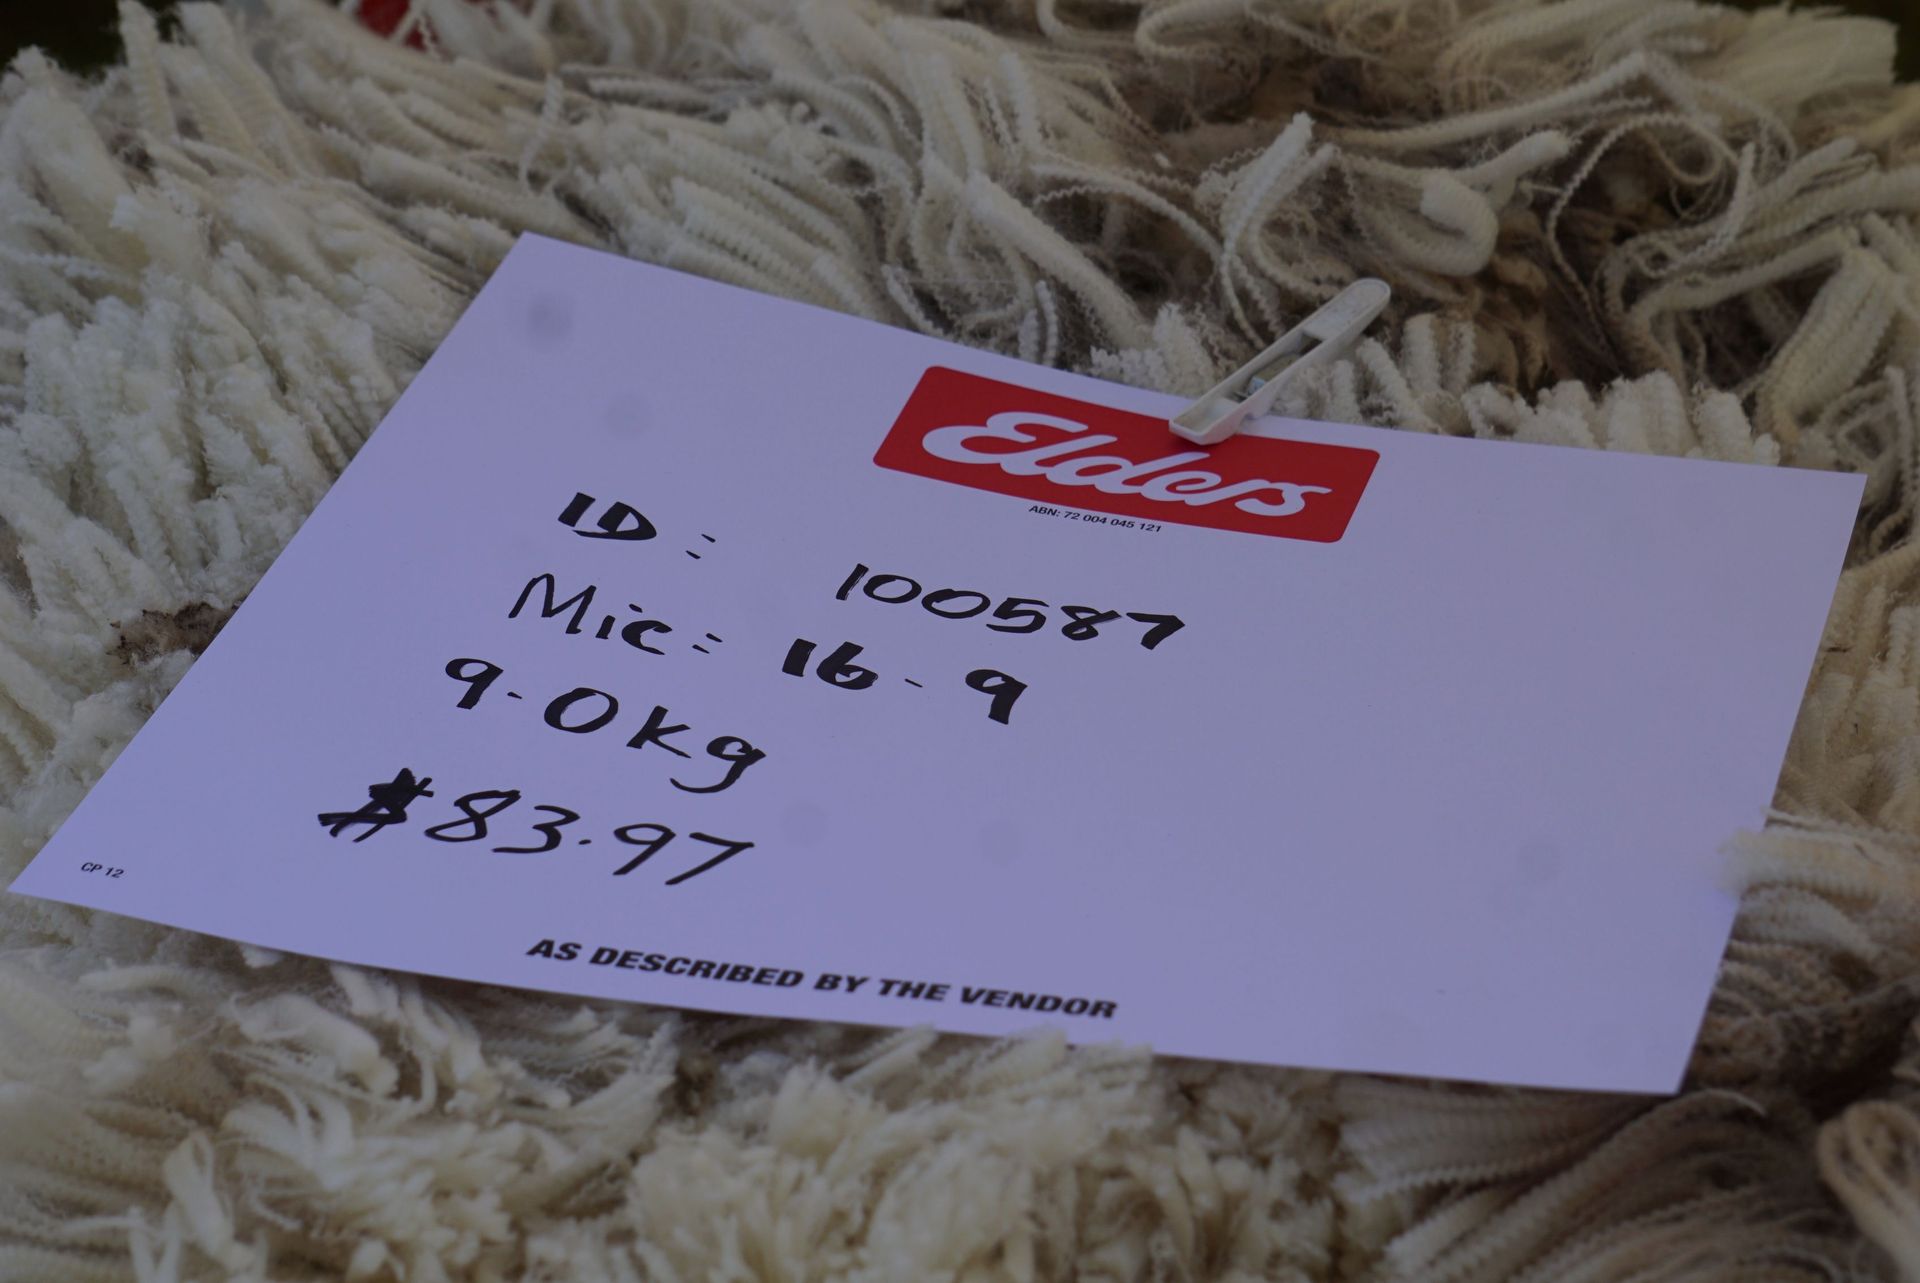 Elders
ABN: 72 004 045 121
ID: 100587
Mic: 16.9
9.0kg
$83.97
CP 12
AS DESCRIBED BY THE VENDOR